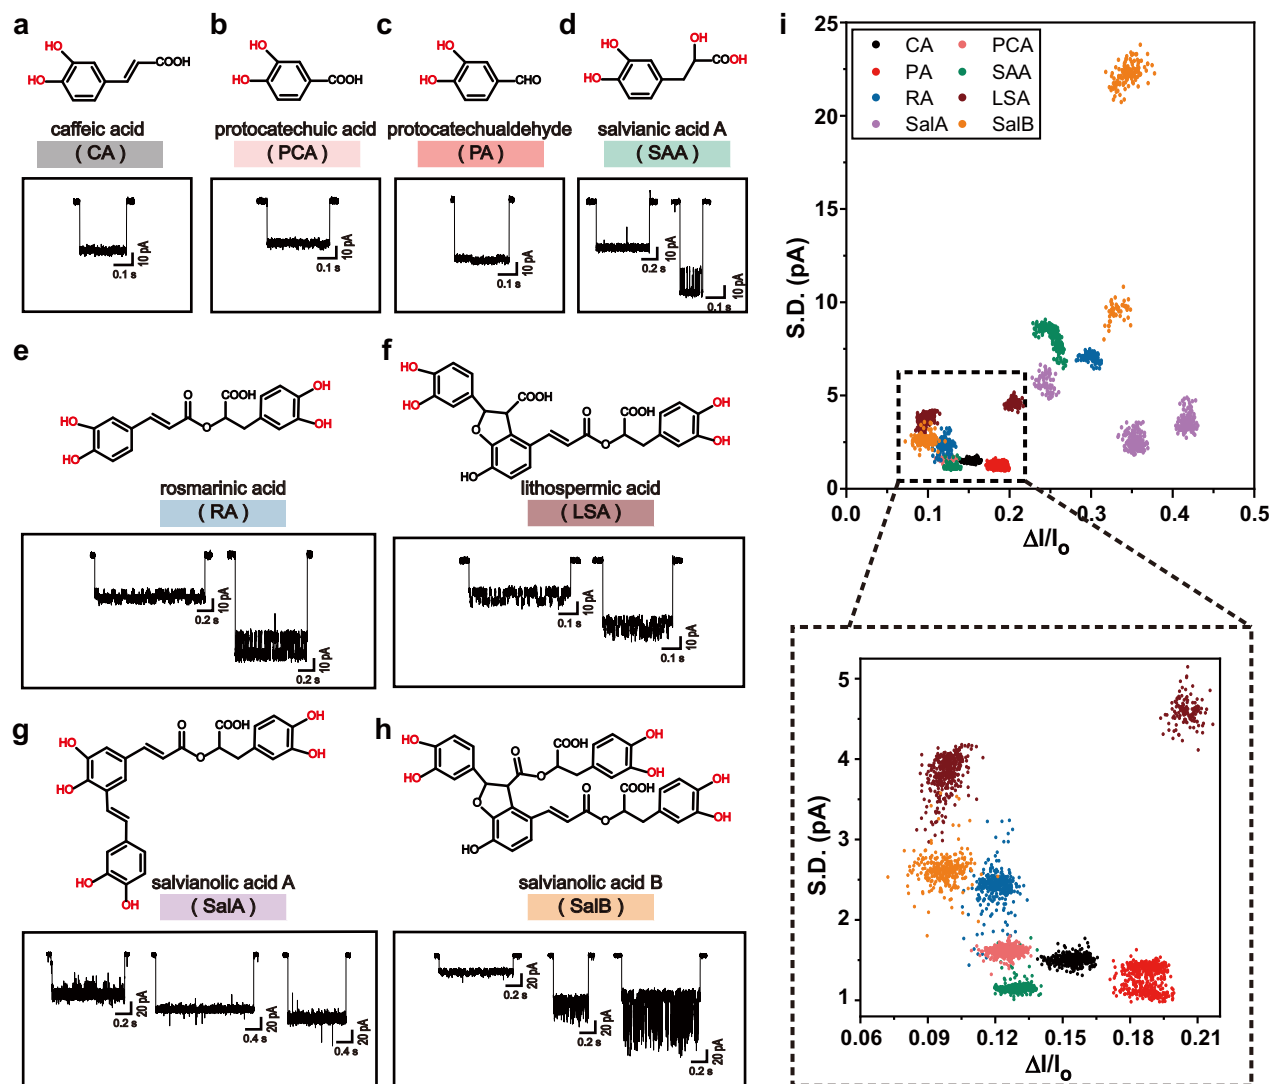 a b c d
HO HO COOH
HO HO COOH
HO HO CHO
HO HO OH COOH
caffeic acid
( CA )
protocatechuic acid
( PCA )
protocatechualdehyde
( PA )
salvianic acid A
( SAA )
0.1 s 10 pA
0.1 s 10 pA
0.1 s 10 pA
0.2 s 10 pA 0.1 s 10 pA
e
HO HO O O COOH OH OH
rosmarinic acid
( RA )
0.2 s 10 pA 0.2 s 10 pA
f
HO HO O COOH HO O O COOH OH OH
lithospermic acid
( LSA )
0.1 s 10 pA 0.1 s 10 pA
g
HO HO O O COOH OH OH HO OH
salvianolic acid A
( SalA )
0.2 s 20 pA 0.4 s 20 pA 0.4 s 20 pA
h
HO HO O O O COOH OH OH HO O O COOH OH OH
salvianolic acid B
( SalB )
0.2 s 20 pA 0.2 s 20 pA 0.2 s 20 pA
i
CA PCA
PA SAA
RA LSA
SalA SalB
S.D. (pA)
25
20
15
10
5
0
0.0 0.1 0.2 0.3 0.4 0.5
ΔI/Io
S.D. (pA)
5
4
3
2
1
0.06 0.09 0.12 0.15 0.18 0.21
ΔI/Io